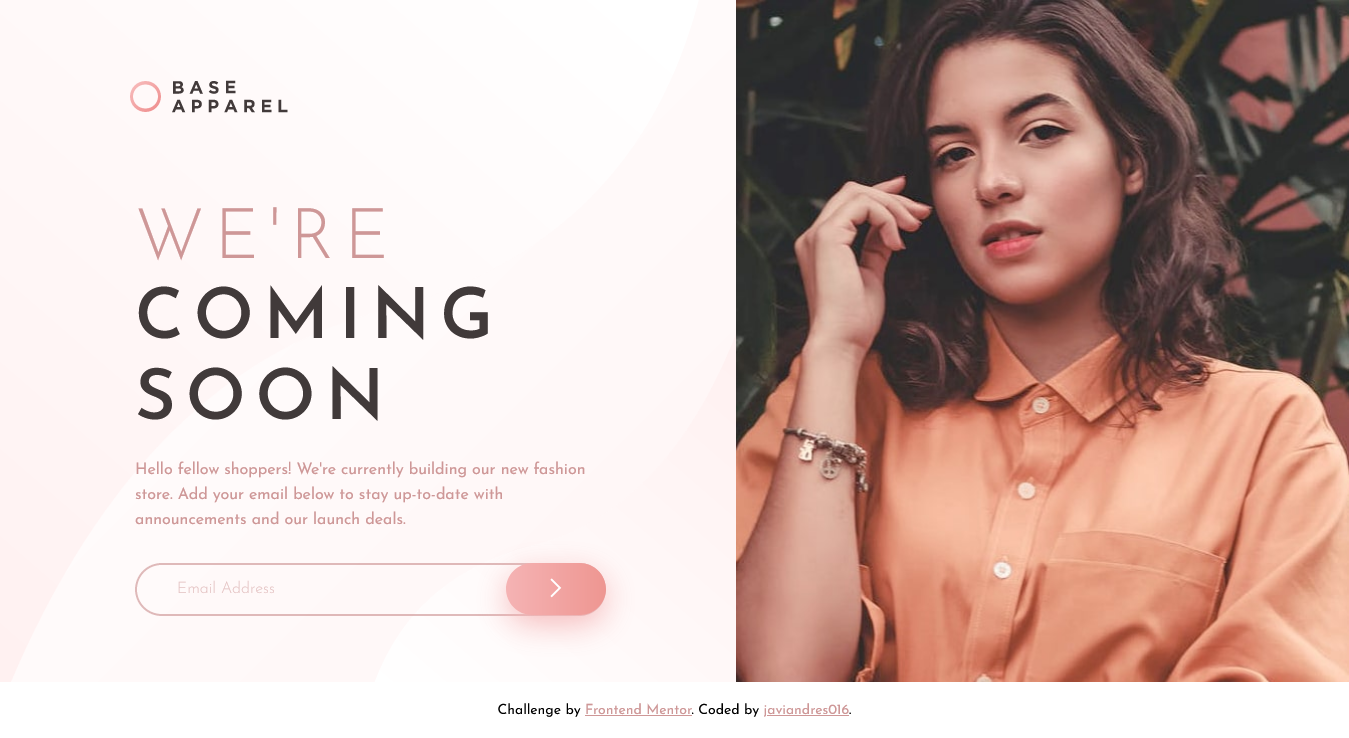 BASE
APPAREL
WE'RE
COMING
SOON
Hello fellow shoppers! We're currently building our new fashion
store. Add your email below to stay up-to-date with
announcements and our launch deals.
Email Address
Challenge by Frontend Mentor. Coded by javiandres016.